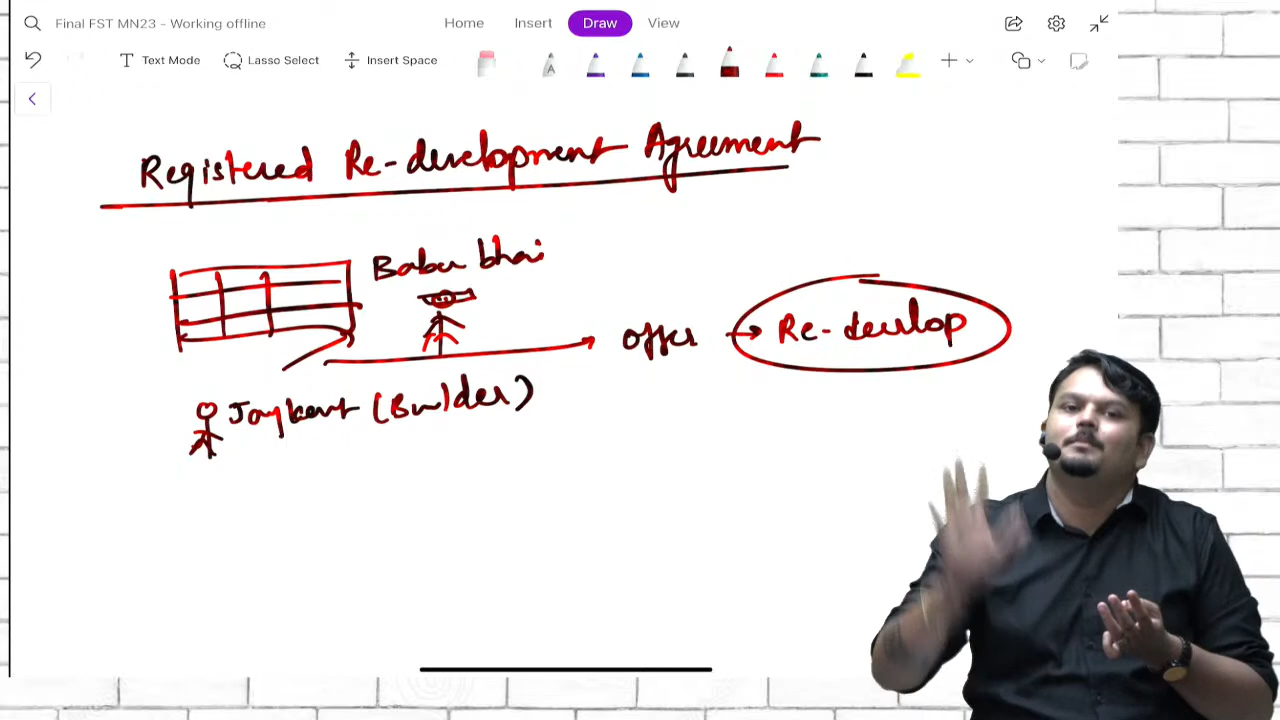 Final FST MN23 - Working offline
Home Insert Draw View
Text Mode Lasso Select Insert Space
A
Registered Re-development Agreement
Babu bhai
offer → Re-develop
Jaykant (Builder)